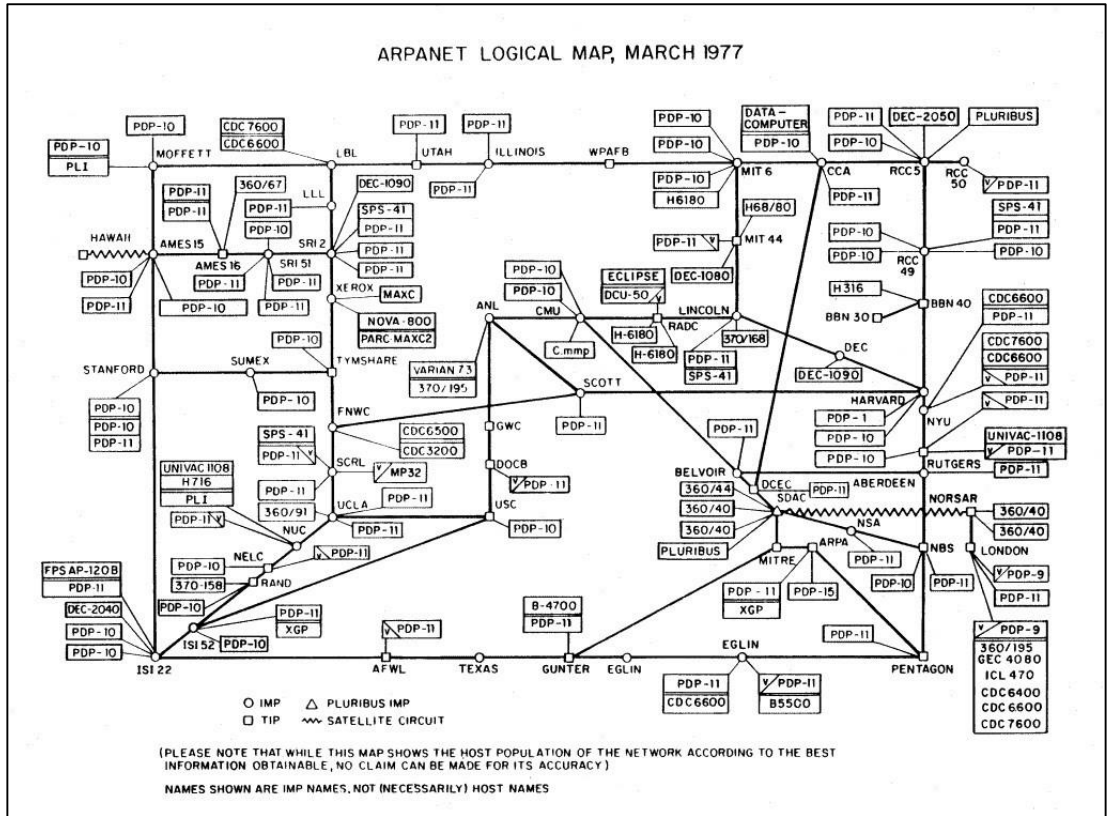 ARPANET LOGICAL MAP, MARCH 1977
PDP-10
CDC 7600
CDC6600
PDP-11
PDP-11
PDP-10
DATA-
COMPUTER
PDP-10
PDP-11
PDP-10
DEC-2050
PLURIBUS
PDP-10
PLI
MOFFETT
LBL
UTAH
ILLINOIS
WPAFB
PDP-10
PDP-10
H6180
MIT 6
CCA
RCC5
RCC
50
PDP-11
PDP-11
V PDP-11
LLL
PDP-11
PDP-11
PDP-11
360/67
DEC-1090
SPS-41
PDP-11
PDP-11
PDP-11
PDP-10
H68/80
PDP-11 V
MIT 44
DEC-1080
SPS-41
PDP-11
PDP-10
PDP-10
PDP-10
RCC
49
HAWAII
AMES 15
AMES 16
SRI 51
SRI 2
PDP-10
PDP-11
PDP-10
PDP-11
PDP-11
XEROX
MAXC
NOVA-800
PARC-MAXC2
ANL
PDP-10
PDP-10
CMU
C.mmp
ECLIPSE
DCU-50 V
RADC
H-6180
H-6180
LINCOLN
370/168
PDP-11
SPS-41
H316
BBN 40
BBN 30
CDC6600
PDP-11
CDC7600
CDC6600
V PDP-11
V PDP-11
DEC
DEC-1090
STANFORD
SUMEX
TYMSHARE
PDP-10
PDP-10
PDP-10
PDP-10
PDP-11
VARIAN 73
370/195
SCOTT
PDP-11
HARVARD
PDP-1
PDP-10
NYU
PDP-10
FNWC
CDC6500
CDC3200
GWC
SPS-41
PDP-11 V
SCRL
V MP32
PDP-11
UNIVAC-1108
V PDP-11
RUTGERS
PDP-11
UNIVAC 1108
H716
PLI
PDP-11 V
DOCB
V PDP-11
PDP-11
BELVOIR
DCEC
PDP-11
ABERDEEN
360/91
UCLA
PDP-11
PDP-11
USC
PDP-10
360/44
360/40
360/40
PLURIBUS
SDAC
NORSAR
360/40
360/40
NUC
NELC
PDP-10
V PDP-11
370-158
RAND
PDP-10
NSA
PDP-11
MITRE
ARPA
PDP-11
XGP
PDP-15
NBS
PDP-10
PDP-11
LONDON
V PDP-9
PDP-11
FPS AP-120B
PDP-11
DEC-2040
PDP-10
PDP-10
ISI 52
PDP-11
XGP
PDP-10
V PDP-11
B-4700
PDP-11
PDP-11
V PDP-9
360/195
GEC 4080
ICL 470
CDC6400
CDC6600
CDC7600
ISI 22
AFWL
TEXAS
GUNTER
EGLIN
EGLIN
PENTAGON
PDP-11
CDC6600
V PDP-11
B5500
IMP
PLURIBUS IMP
TIP
SATELLITE CIRCUIT
(PLEASE NOTE THAT WHILE THIS MAP SHOWS THE HOST POPULATION OF THE NETWORK ACCORDING TO THE BEST
INFORMATION OBTAINABLE, NO CLAIM CAN BE MADE FOR ITS ACCURACY)
NAMES SHOWN ARE IMP NAMES, NOT (NECESSARILY) HOST NAMES